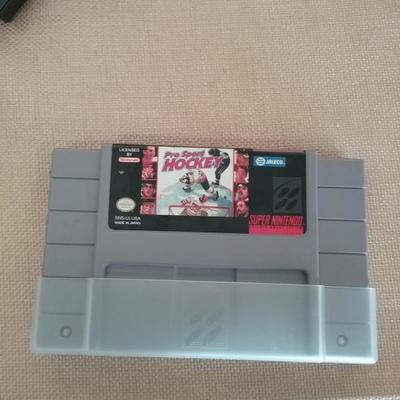 LICENSED
BY
Nintendo
Pro Sport
HOCKEY
JALECO
SNS-UI-USA
MADE IN JAPAN
SUPER NINTENDO